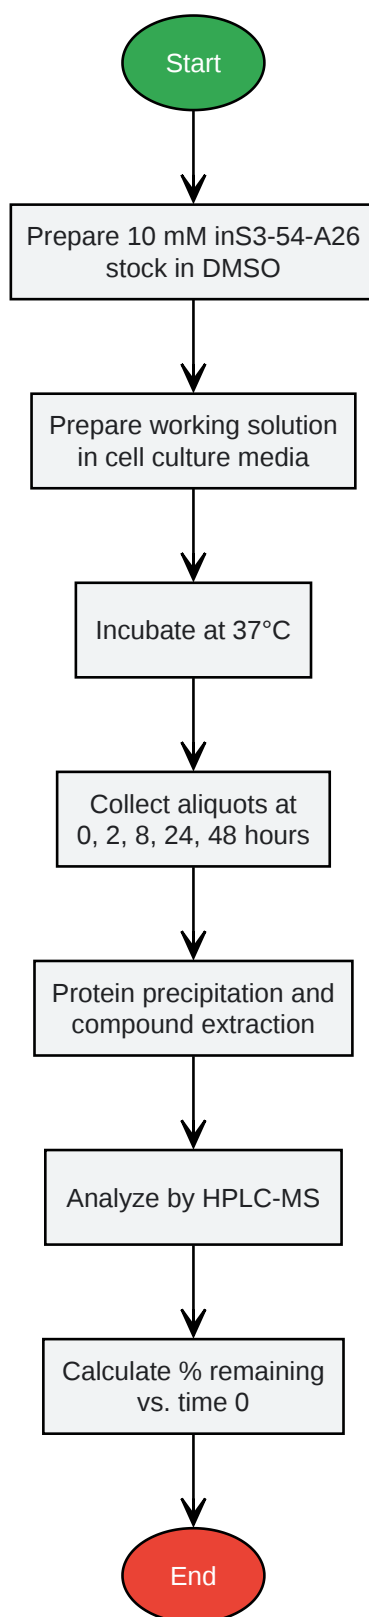 Start
Prepare 10 mM inS3-54-A26
stock in DMSO
Prepare working solution
in cell culture media
Incubate at 37°C
Collect aliquots at
0, 2, 8, 24, 48 hours
Protein precipitation and
compound extraction
Analyze by HPLC-MS
Calculate % remaining
vs. time 0
End